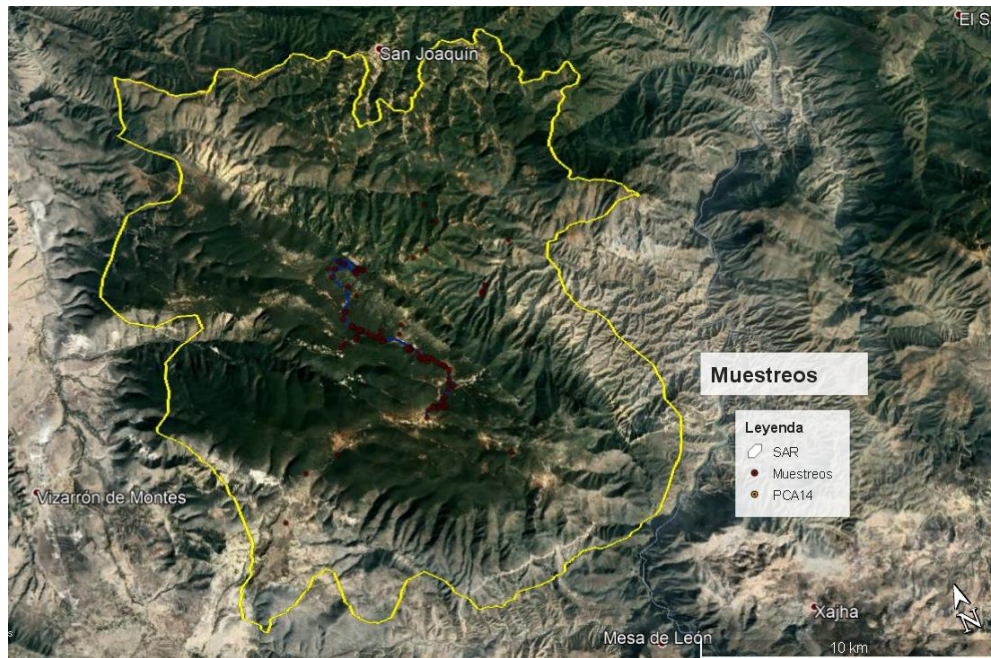 El S
San Joaquín
Muestreos
Leyenda
SAR
Muestreos
PCA14
Vizarrón de Montes
Xajha
Mesa de León
N
10 km
s